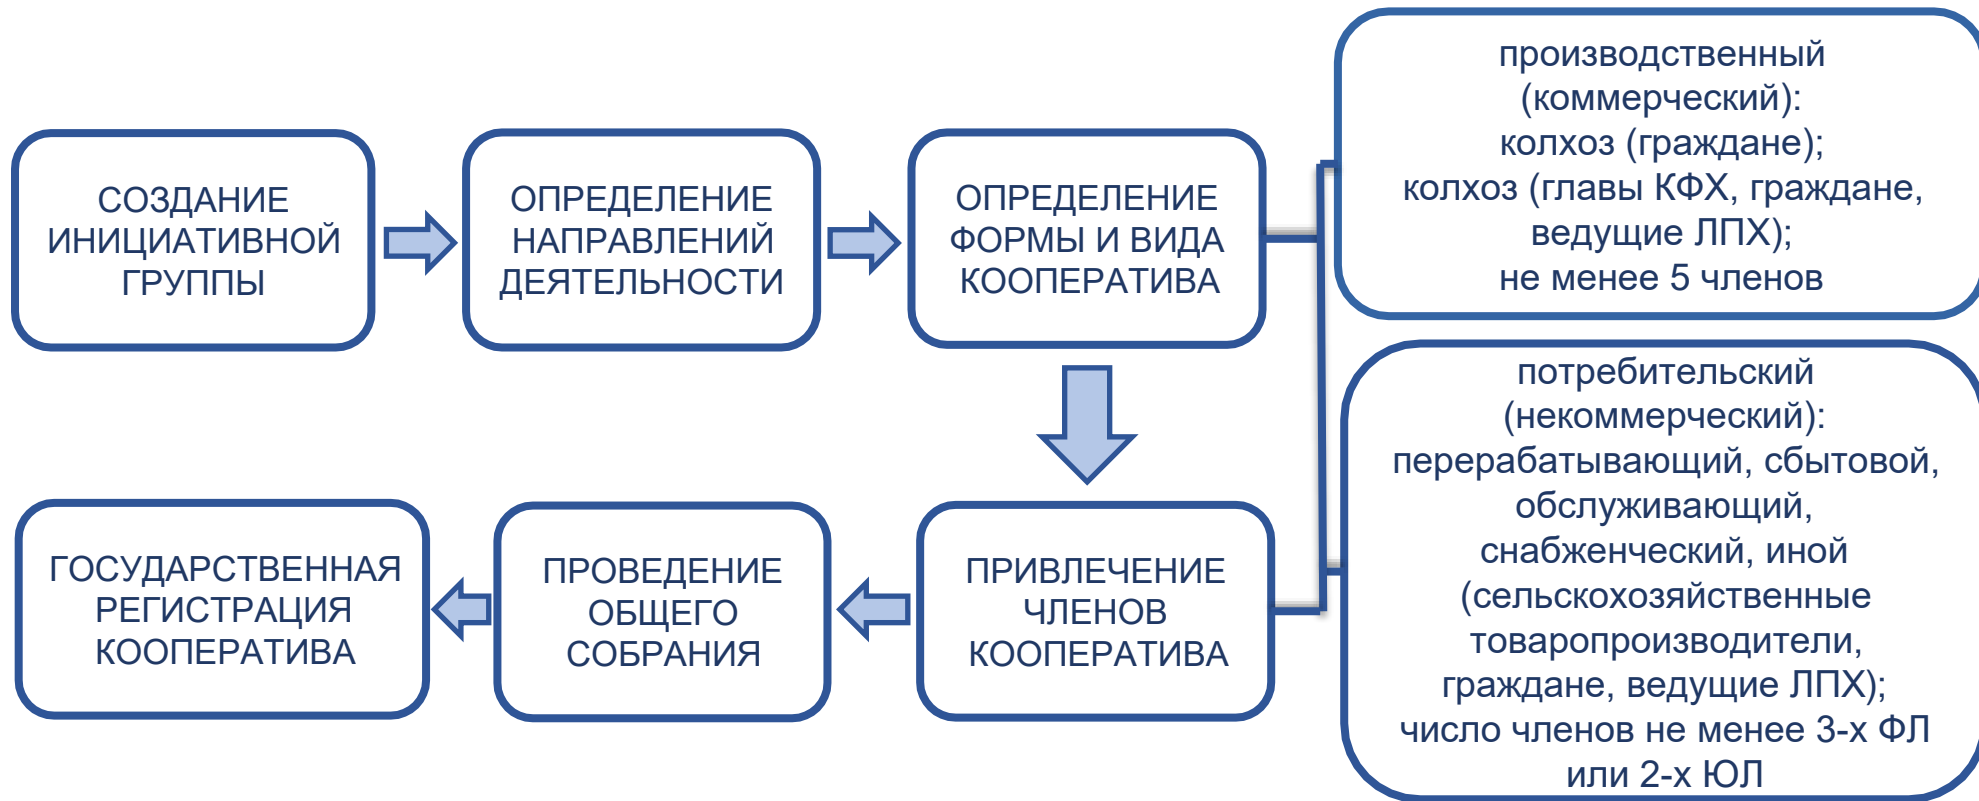 СОЗДАНИЕ
ИНИЦИАТИВНОЙ
ГРУППЫ
ОПРЕДЕЛЕНИЕ
НАПРАВЛЕНИЙ
ДЕЯТЕЛЬНОСТИ
ОПРЕДЕЛЕНИЕ
ФОРМЫ И ВИДА
КООПЕРАТИВА
производственный
(коммерческий):
колхоз (граждане);
колхоз (главы КФХ, граждане,
ведущие ЛПХ);
не менее 5 членов
потребительский
(некоммерческий):
перерабатывающий, сбытовой,
обслуживающий,
снабженческий, иной
(сельскохозяйственные
товаропроизводители,
граждане, ведущие ЛПХ);
число членов не менее 3-х ФЛ
или 2-х ЮЛ
ПРИВЛЕЧЕНИЕ
ЧЛЕНОВ
КООПЕРАТИВА
ПРОВЕДЕНИЕ
ОБЩЕГО
СОБРАНИЯ
ГОСУДАРСТВЕННАЯ
РЕГИСТРАЦИЯ
КООПЕРАТИВА